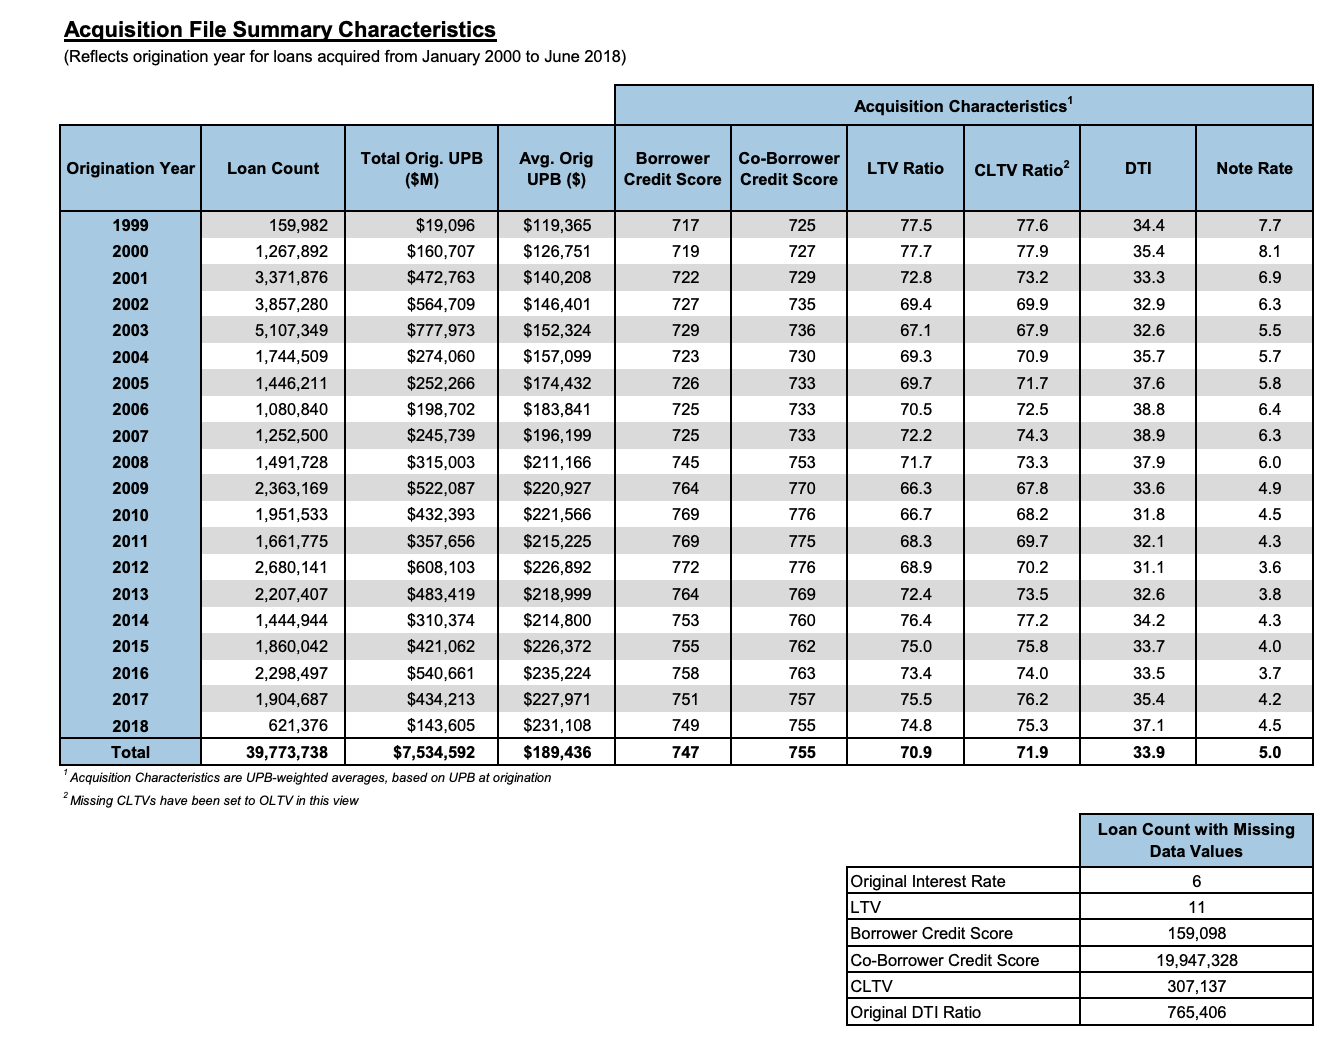 Acquisition File Summary Characteristics
(Reflects origination year for loans acquired from January 2000 to June 2018)
Acquisition Characteristics1
Origination Year Loan Count Total Orig. UPB ($M) Avg. Orig UPB ($) Borrower Credit Score Co-Borrower Credit Score LTV Ratio CLTV Ratio2 DTI Note Rate
1999 159,982 $19,096 $119,365 717 725 77.5 77.6 34.4 7.7
2000 1,267,892 $160,707 $126,751 719 727 77.7 77.9 35.4 8.1
2001 3,371,876 $472,763 $140,208 722 729 72.8 73.2 33.3 6.9
2002 3,857,280 $564,709 $146,401 727 735 69.4 69.9 32.9 6.3
2003 5,107,349 $777,973 $152,324 729 736 67.1 67.9 32.6 5.5
2004 1,744,509 $274,060 $157,099 723 730 69.3 70.9 35.7 5.7
2005 1,446,211 $252,266 $174,432 726 733 69.7 71.7 37.6 5.8
2006 1,080,840 $198,702 $183,841 725 733 70.5 72.5 38.8 6.4
2007 1,252,500 $245,739 $196,199 725 733 72.2 74.3 38.9 6.3
2008 1,491,728 $315,003 $211,166 745 753 71.7 73.3 37.9 6.0
2009 2,363,169 $522,087 $220,927 764 770 66.3 67.8 33.6 4.9
2010 1,951,533 $432,393 $221,566 769 776 66.7 68.2 31.8 4.5
2011 1,661,775 $357,656 $215,225 769 775 68.3 69.7 32.1 4.3
2012 2,680,141 $608,103 $226,892 772 776 68.9 70.2 31.1 3.6
2013 2,207,407 $483,419 $218,999 764 769 72.4 73.5 32.6 3.8
2014 1,444,944 $310,374 $214,800 753 760 76.4 77.2 34.2 4.3
2015 1,860,042 $421,062 $226,372 755 762 75.0 75.8 33.7 4.0
2016 2,298,497 $540,661 $235,224 758 763 73.4 74.0 33.5 3.7
2017 1,904,687 $434,213 $227,971 751 757 75.5 76.2 35.4 4.2
2018 621,376 $143,605 $231,108 749 755 74.8 75.3 37.1 4.5
Total 39,773,738 $7,534,592 $189,436 747 755 70.9 71.9 33.9 5.0
1 Acquisition Characteristics are UPB-weighted averages, based on UPB at origination
2 Missing CLTVs have been set to OLTV in this view
Loan Count with Missing
Data Values
Original Interest Rate 6
LTV 11
Borrower Credit Score 159,098
Co-Borrower Credit Score 19,947,328
CLTV 307,137
Original DTI Ratio 765,406